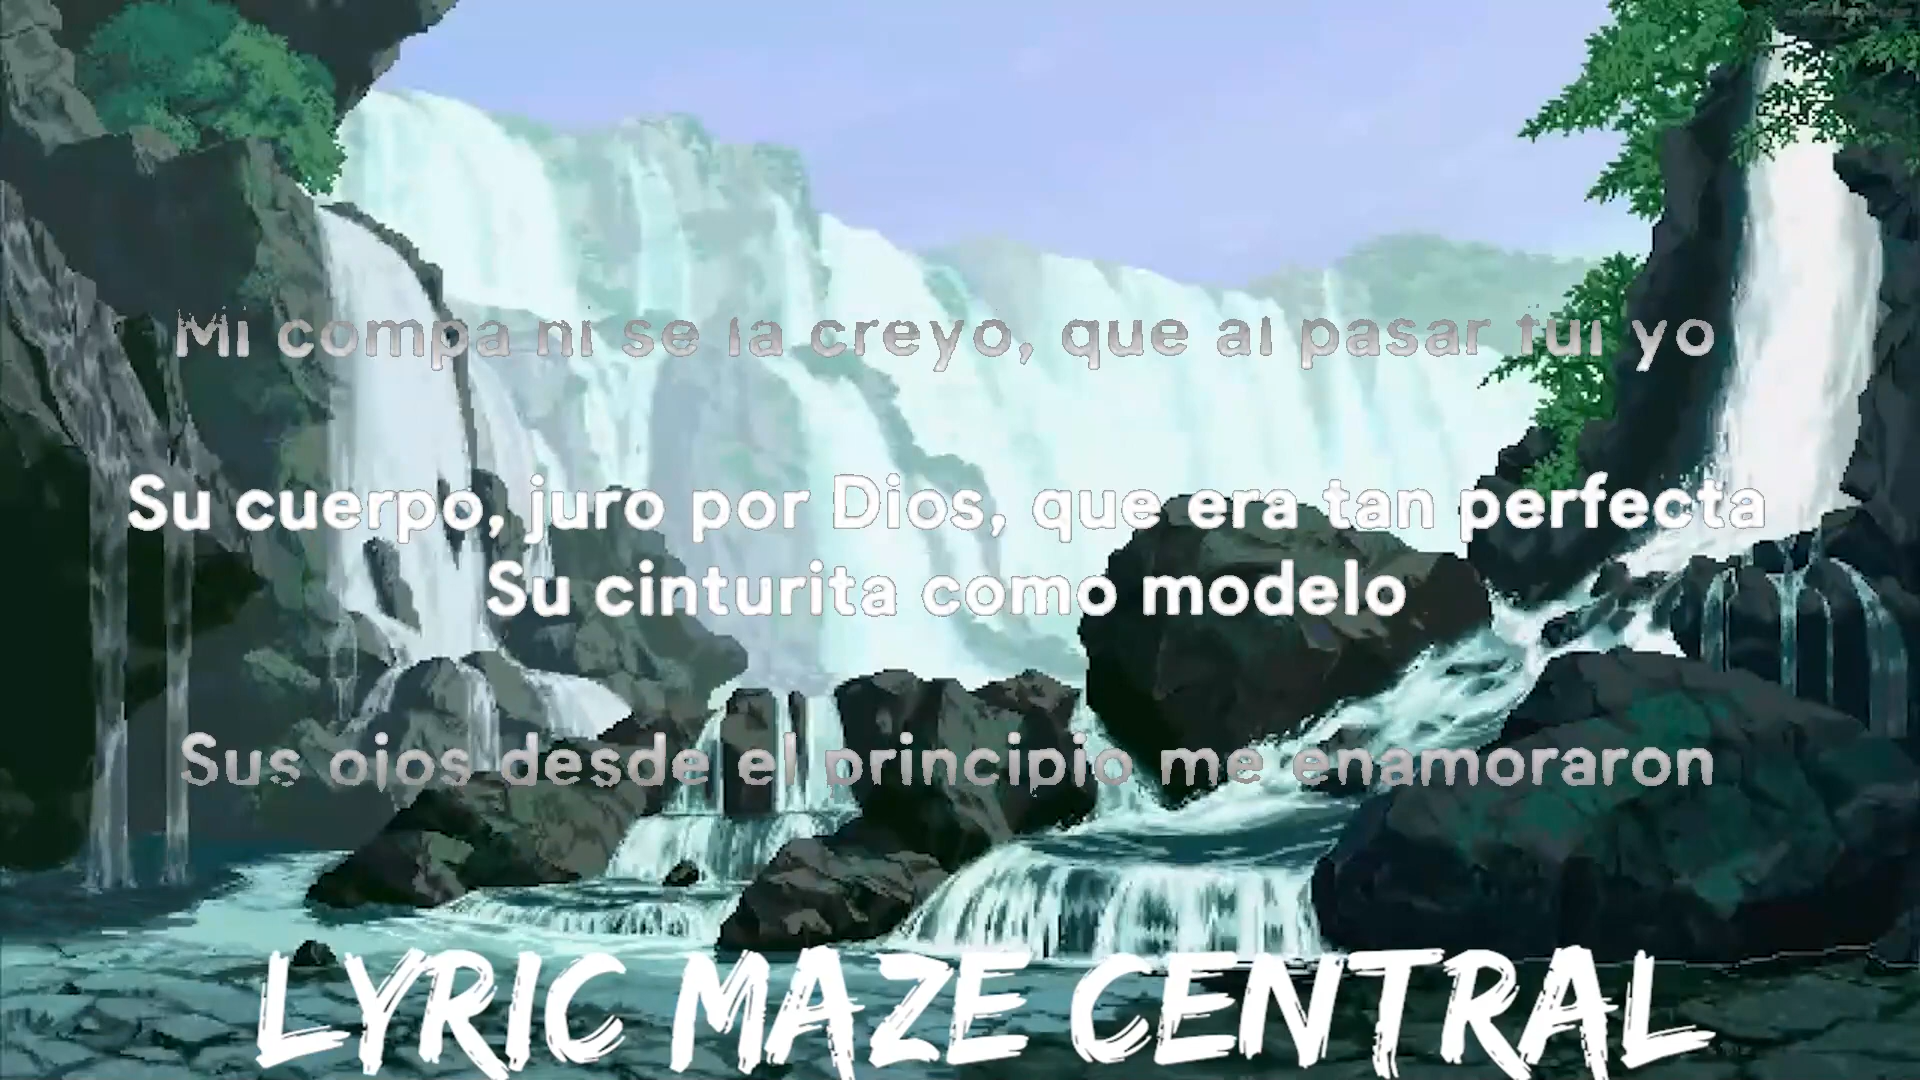 Mi compa ni se la creyo, que al pasar fui yo
Su cuerpo, juro por Dios, que era tan perfecta
Su cinturita como modelo
Sus ojos desde el principio me enamoraron
LYRIC MAZE CENTRAL